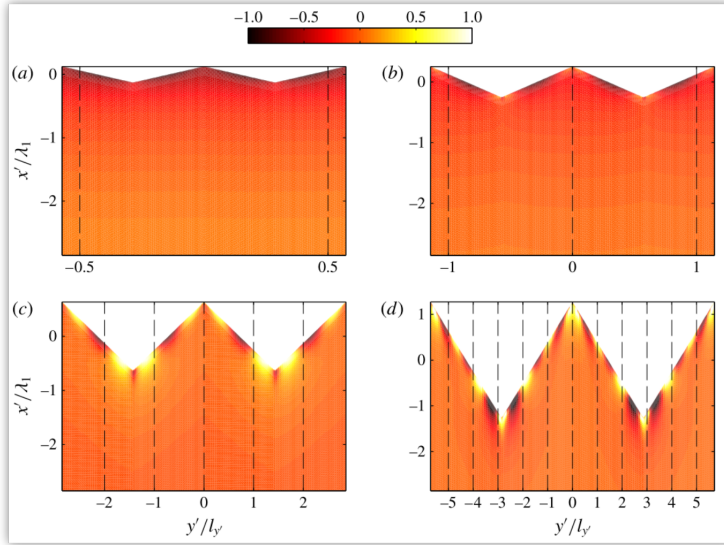 −1.0 −0.5 0 0.5 1.0
(a) (b)
0 0
x′/λ1 −1 −1
−2 −2
−0.5 0.5 −1 0 1
(c) (d)
1
0 0
x′/λ1 −1 −1
−2 −2
−2 −1 0 1 2 −5 −4 −3 −2 −1 0 1 2 3 4 5
y′/ly′ y′/ly′